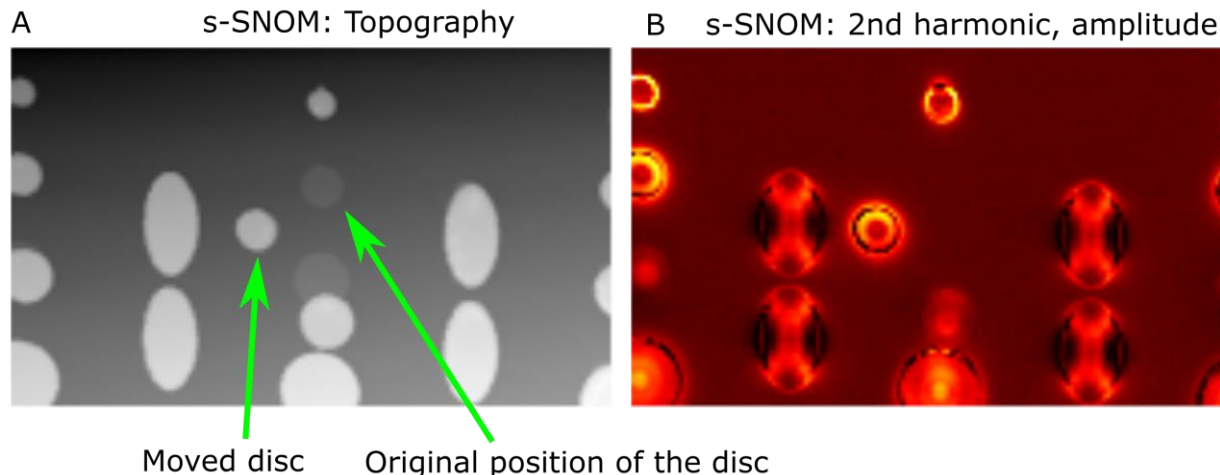 A
s-SNOM: Topography
B
s-SNOM: 2nd harmonic, amplitude
Moved disc
Original position of the disc